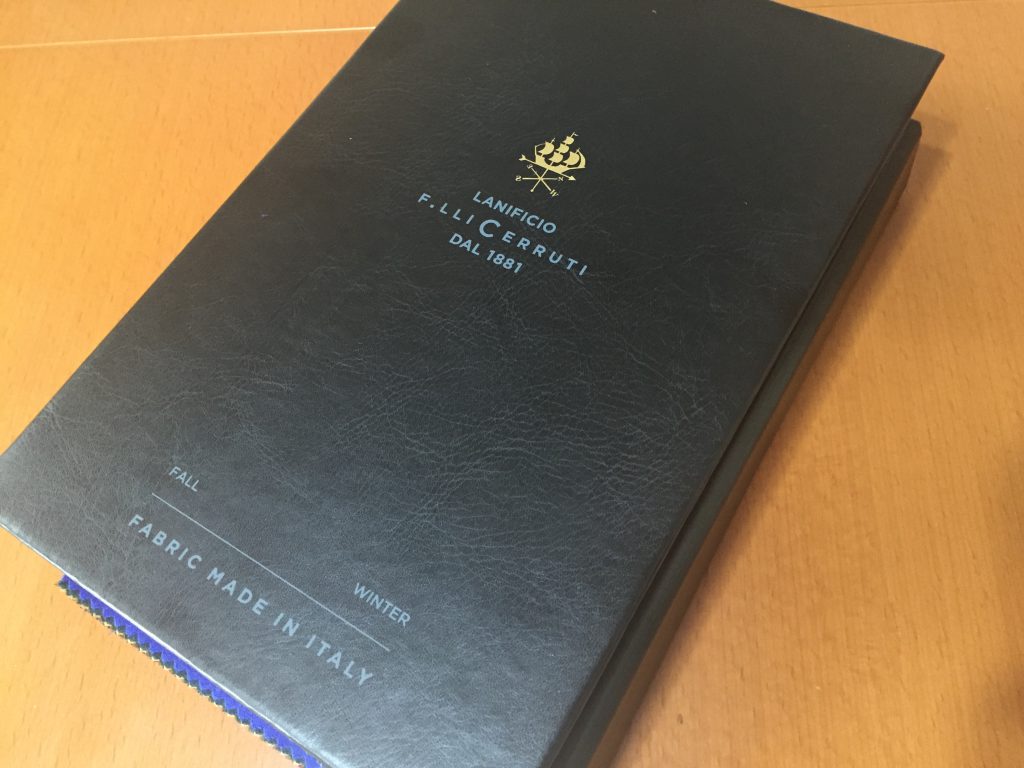 LANIFICIO
F.LLI CERRUTI
DAL 1881
FALL
WINTER
FABRIC MADE IN ITALY